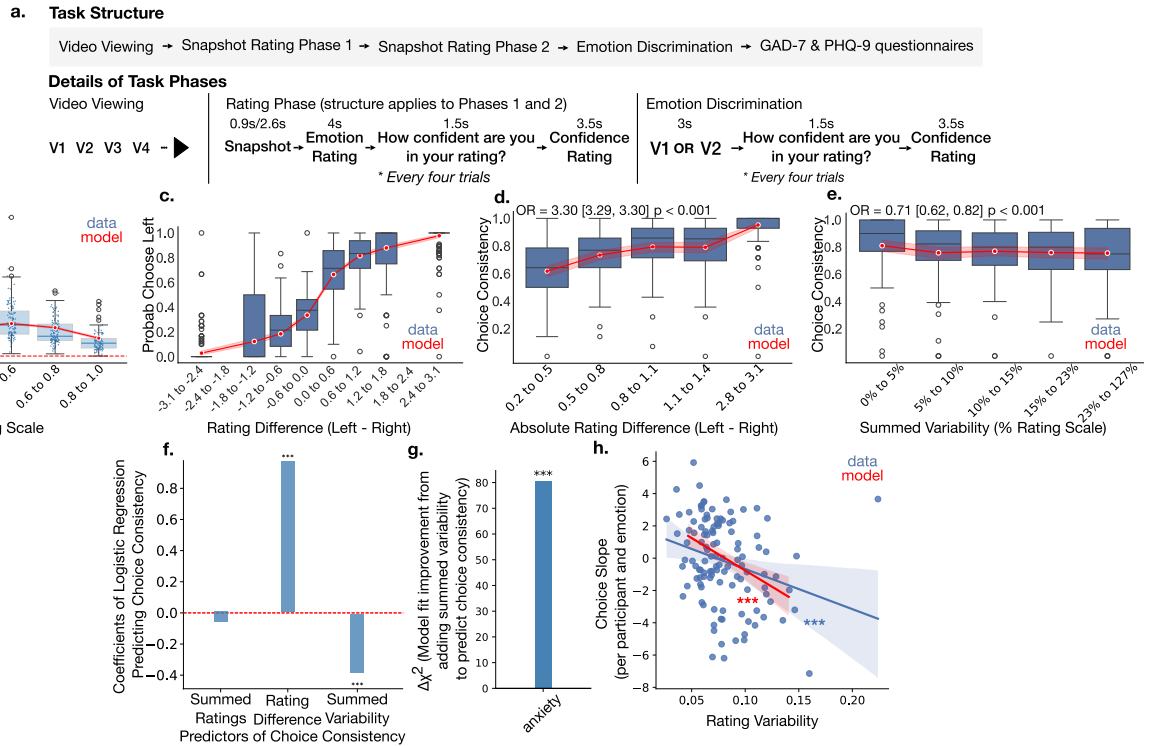 a. Task Structure
Video Viewing → Snapshot Rating Phase 1 → Snapshot Rating Phase 2 → Emotion Discrimination → GAD-7 & PHQ-9 questionnaires
Details of Task Phases
Video Viewing
V1 V2 V3 V4
Rating Phase (structure applies to Phases 1 and 2)
0.9s/2.6s 4s 1.5s 3.5s
Snapshot → Emotion Rating → How confident are you in your rating? → Confidence Rating
* Every four trials
Emotion Discrimination
3s 1.5s 3.5s
V1 OR V2 → How confident are you in your rating? → Confidence Rating
* Every four trials
data
model
0.6
0.6 to 0.8
0.8 to 1.0
g Scale
c.
Probab Choose Left
1.0
0.8
0.6
0.4
0.2
0.0
data
model
-3.1 to -2.4
-2.4 to -1.8
-1.8 to -1.2
-1.2 to -0.6
-0.6 to 0.0
0.0 to 0.6
0.6 to 1.2
1.2 to 1.8
1.8 to 2.4
2.4 to 3.1
Rating Difference (Left - Right)
d.
OR = 3.30 [3.29, 3.30] p < 0.001
Choice Consistency
1.0
0.8
0.6
0.4
0.2
data
model
0.2 to 0.5
0.5 to 0.8
0.8 to 1.1
1.1 to 1.4
2.8 to 3.1
Absolute Rating Difference (Left - Right)
e.
OR = 0.71 [0.62, 0.82] p < 0.001
Choice Consistency
1.0
0.8
0.6
0.4
0.2
data
model
0% to 5%
5% to 10%
10% to 15%
15% to 23%
23% to 127%
Summed Variability (% Rating Scale)
f.
Coefficients of Logistic Regression
Predicting Choice Consistency
0.8
0.6
0.4
0.2
0.0
−0.2
−0.4
***
***
Summed Ratings
Rating Difference
Summed Variability
Predictors of Choice Consistency
g.
Δχ² (Model fit improvement from
adding summed variability
to predict choice consistency)
80
70
60
50
40
30
20
10
0
***
anxiety
h.
Choice Slope
(per participant and emotion)
6
4
2
0
−2
−4
−6
−8
data
model
***
***
0.05 0.10 0.15 0.20
Rating Variability